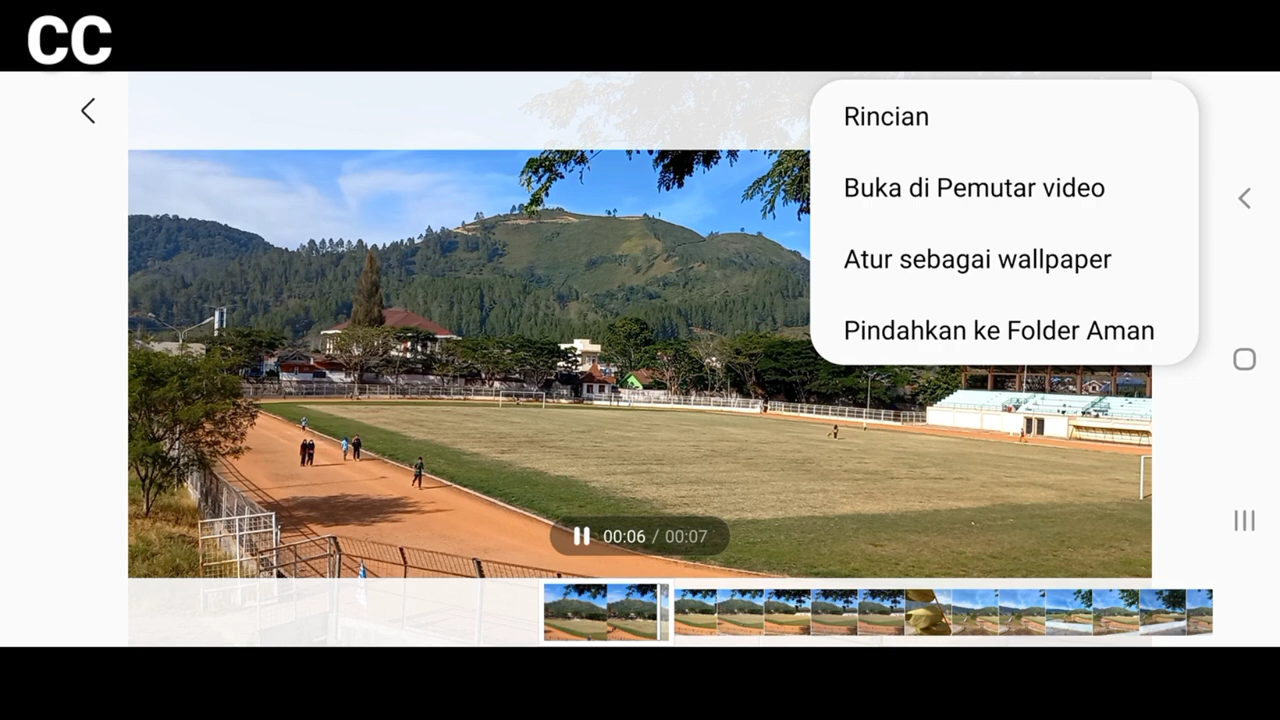 CC
Rincian
Buka di Pemutar video
Atur sebagai wallpaper
Pindahkan ke Folder Aman
00:06 / 00:07